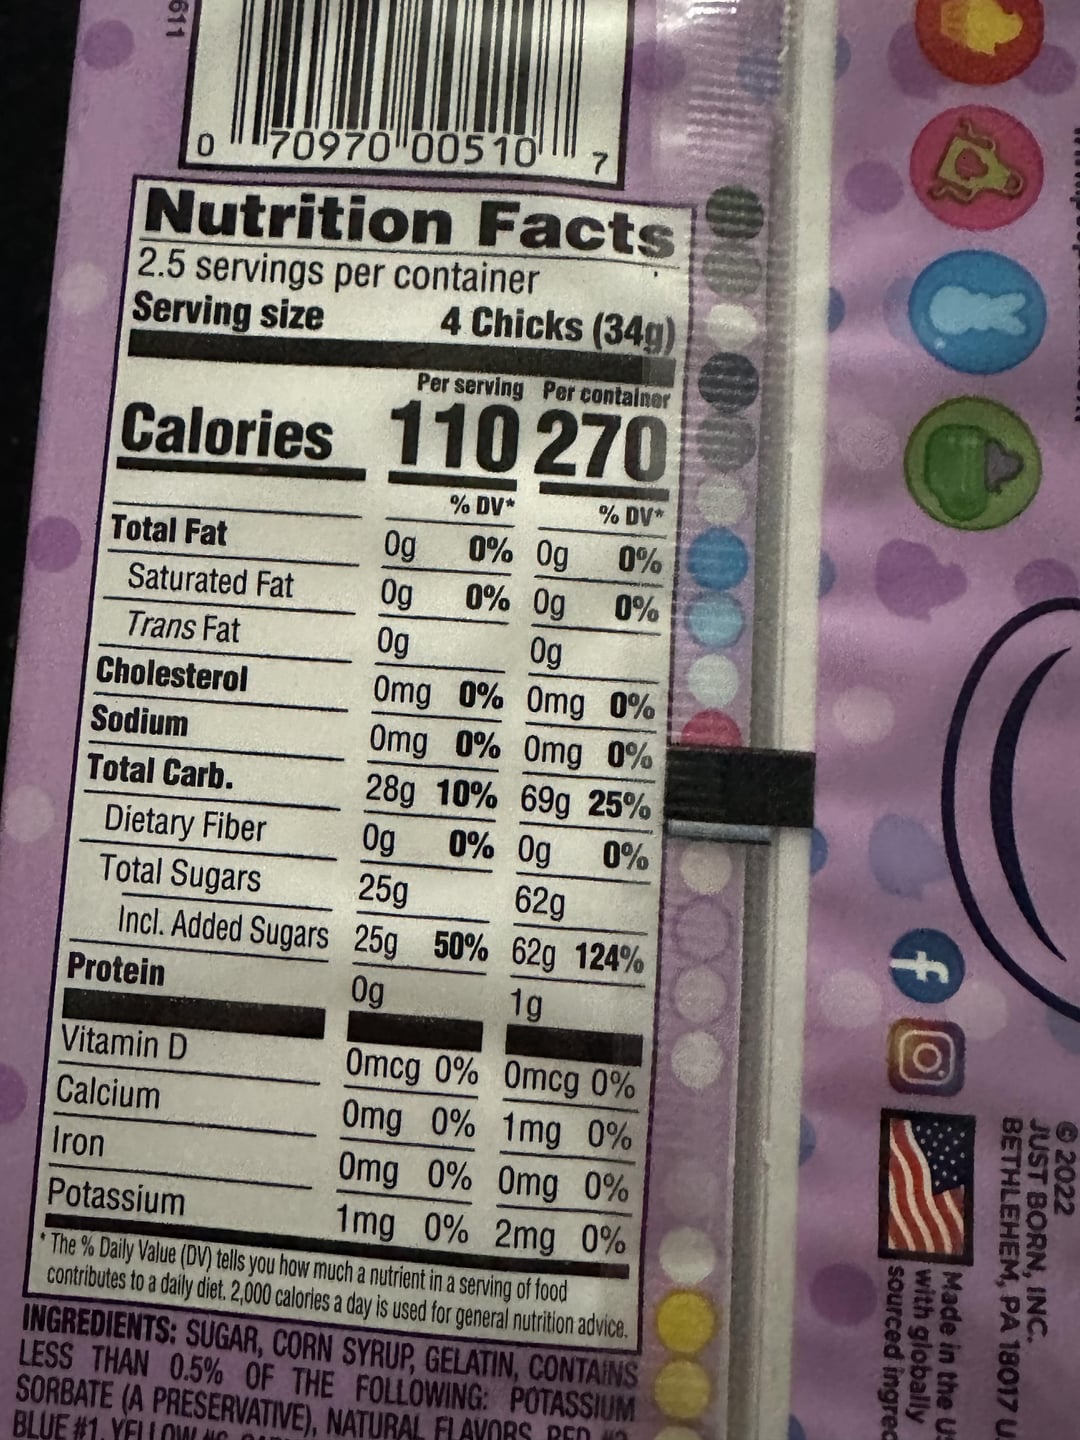 611
0 70970 00510 7
Nutrition Facts
2.5 servings per container
Serving size 4 Chicks (34g)
Per serving Per container
Calories 110 270
% DV* % DV*
Total Fat 0g 0% 0g 0%
Saturated Fat 0g 0% 0g 0%
Trans Fat 0g 0g
Cholesterol 0mg 0% 0mg 0%
Sodium 0mg 0% 0mg 0%
Total Carb. 28g 10% 69g 25%
Dietary Fiber 0g 0% 0g 0%
Total Sugars 25g 62g
Incl. Added Sugars 25g 50% 62g 124%
Protein 0g 1g
Vitamin D 0mcg 0% 0mcg 0%
Calcium 0mg 0% 1mg 0%
Iron 0mg 0% 0mg 0%
Potassium 1mg 0% 2mg 0%
* The % Daily Value (DV) tells you how much a nutrient in a serving of food
contributes to a daily diet. 2,000 calories a day is used for general nutrition advice.
INGREDIENTS: SUGAR, CORN SYRUP, GELATIN, CONTAINS
LESS THAN 0.5% OF THE FOLLOWING: POTASSIUM
SORBATE (A PRESERVATIVE), NATURAL FLAVORS, RED
BLUE #1, YELLOW
f
©2022
JUST BORN, INC.
BETHLEHEM, PA 18017 U
Made in the US
with globally
sourced ingred